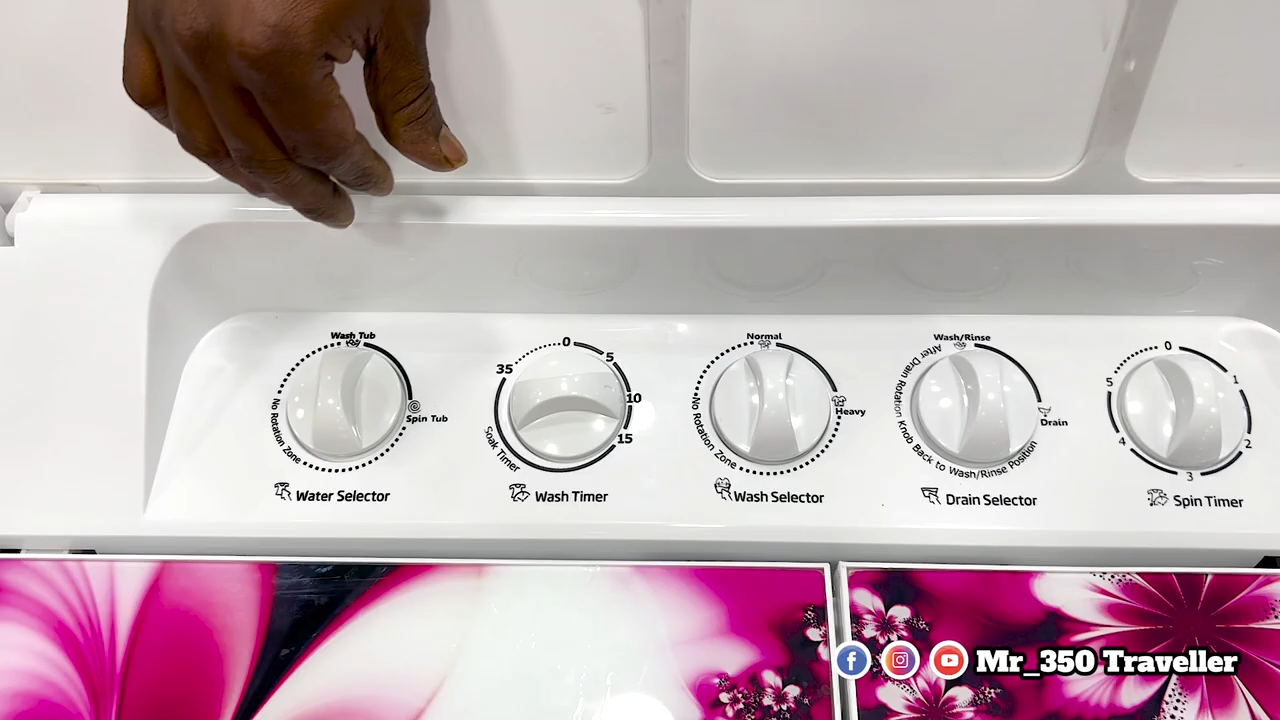 Wash Tub
Spin Tub
No Rotation Zone
Water Selector
0
5
10
15
35
Soak Timer
Wash Timer
Normal
Heavy
No Rotation Zone
Wash Selector
Wash/Rinse
Drain
After Drain Rotation Knob Back to Wash/Rinse Position
Drain Selector
0
1
2
3
4
5
Spin Timer
Mr_350 Traveller